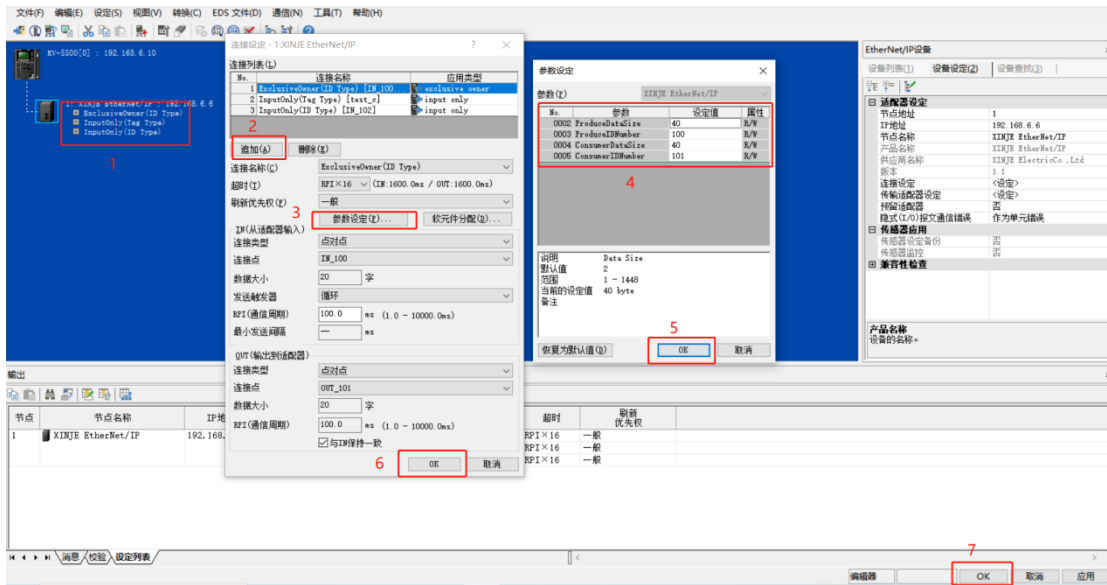 文件(F) 编辑(E) 设定(S) 视图(V) 转换(C) EDS 文件(D) 通信(N) 工具(T) 帮助(H)
KV-5500[0] : 192.168.6.10
1: XINJE EtherNet/IP : 192.168.6.6
ExclusiveOwner(ID Type)
InputOnly(Tag Type)
InputOnly(ID Type)
1
连接设定 - 1:XINJE EtherNet/IP
连接列表(L)
No. 连接名称 应用类型
1 ExclusiveOwner(ID Type) [IN_100... exclusive owner
2 InputOnly(Tag Type) [test_c] input only
3 InputOnly(ID Type) [IN_102] input only
2
追加(A) 删除(E)
连接名称(C) ExclusiveOwner(ID Type)
超时(I) RPI×16 (IN:1600.0ms / OUT:1600.0ms)
刷新优先权(P) 一般
3
参数设定(P)... 软元件分配(D)...
IN(从适配器输入)
连接类型 点对点
连接点 IN_100
数据大小 20 字
发送触发器 循环
RPI(通信周期) 100.0 ms (1.0 - 10000.0ms)
最小发送间隔 — ms
OUT(输出到适配器)
连接类型 点对点
连接点 OUT_101
数据大小 20 字
RPI(通信周期) 100.0 ms (1.0 - 10000.0ms)
与IN保持一致
6
OK 取消
参数设定
参数(P) XINJE EtherNet/IP
No. 参数 设定值 属性
0002 ProduceDataSize 40 R/W
0003 ProduceIDNumber 100 R/W
0004 ConsumerDataSize 40 R/W
0005 ConsumerIDNumber 101 R/W
4
说明 Data Size
默认值 2
范围 1 - 1448
当前的设定值 40 byte
备注
5
恢复为默认值(D) OK 取消
EtherNet/IP设备
设备列表(1) 设备设定(2) 设备查找(3)
适配器设定
节点地址 1
IP地址 192.168.6.6
节点名称 XINJE EtherNet/IP
产品名称 XINJE EtherNet/IP
供应商名称 XINJE ElectricCo.,Ltd
版本 1.1
连接设定 <设定>
传输适配器设定 <设定>
预留适配器 否
隐式(I/O)报文通信错误 作为单元错误
传感器应用
传感器设定备份 否
传感器监控 否
兼容性检查
产品名称
设备的名称。
输出
节点 节点名称 IP地 超时 刷新优先权
1 XINJE EtherNet/IP 192.168. RPI×16 一般
RPI×16 一般
RPI×16 一般
消息 校验 设定列表
7
编辑器 OK 取消 应用